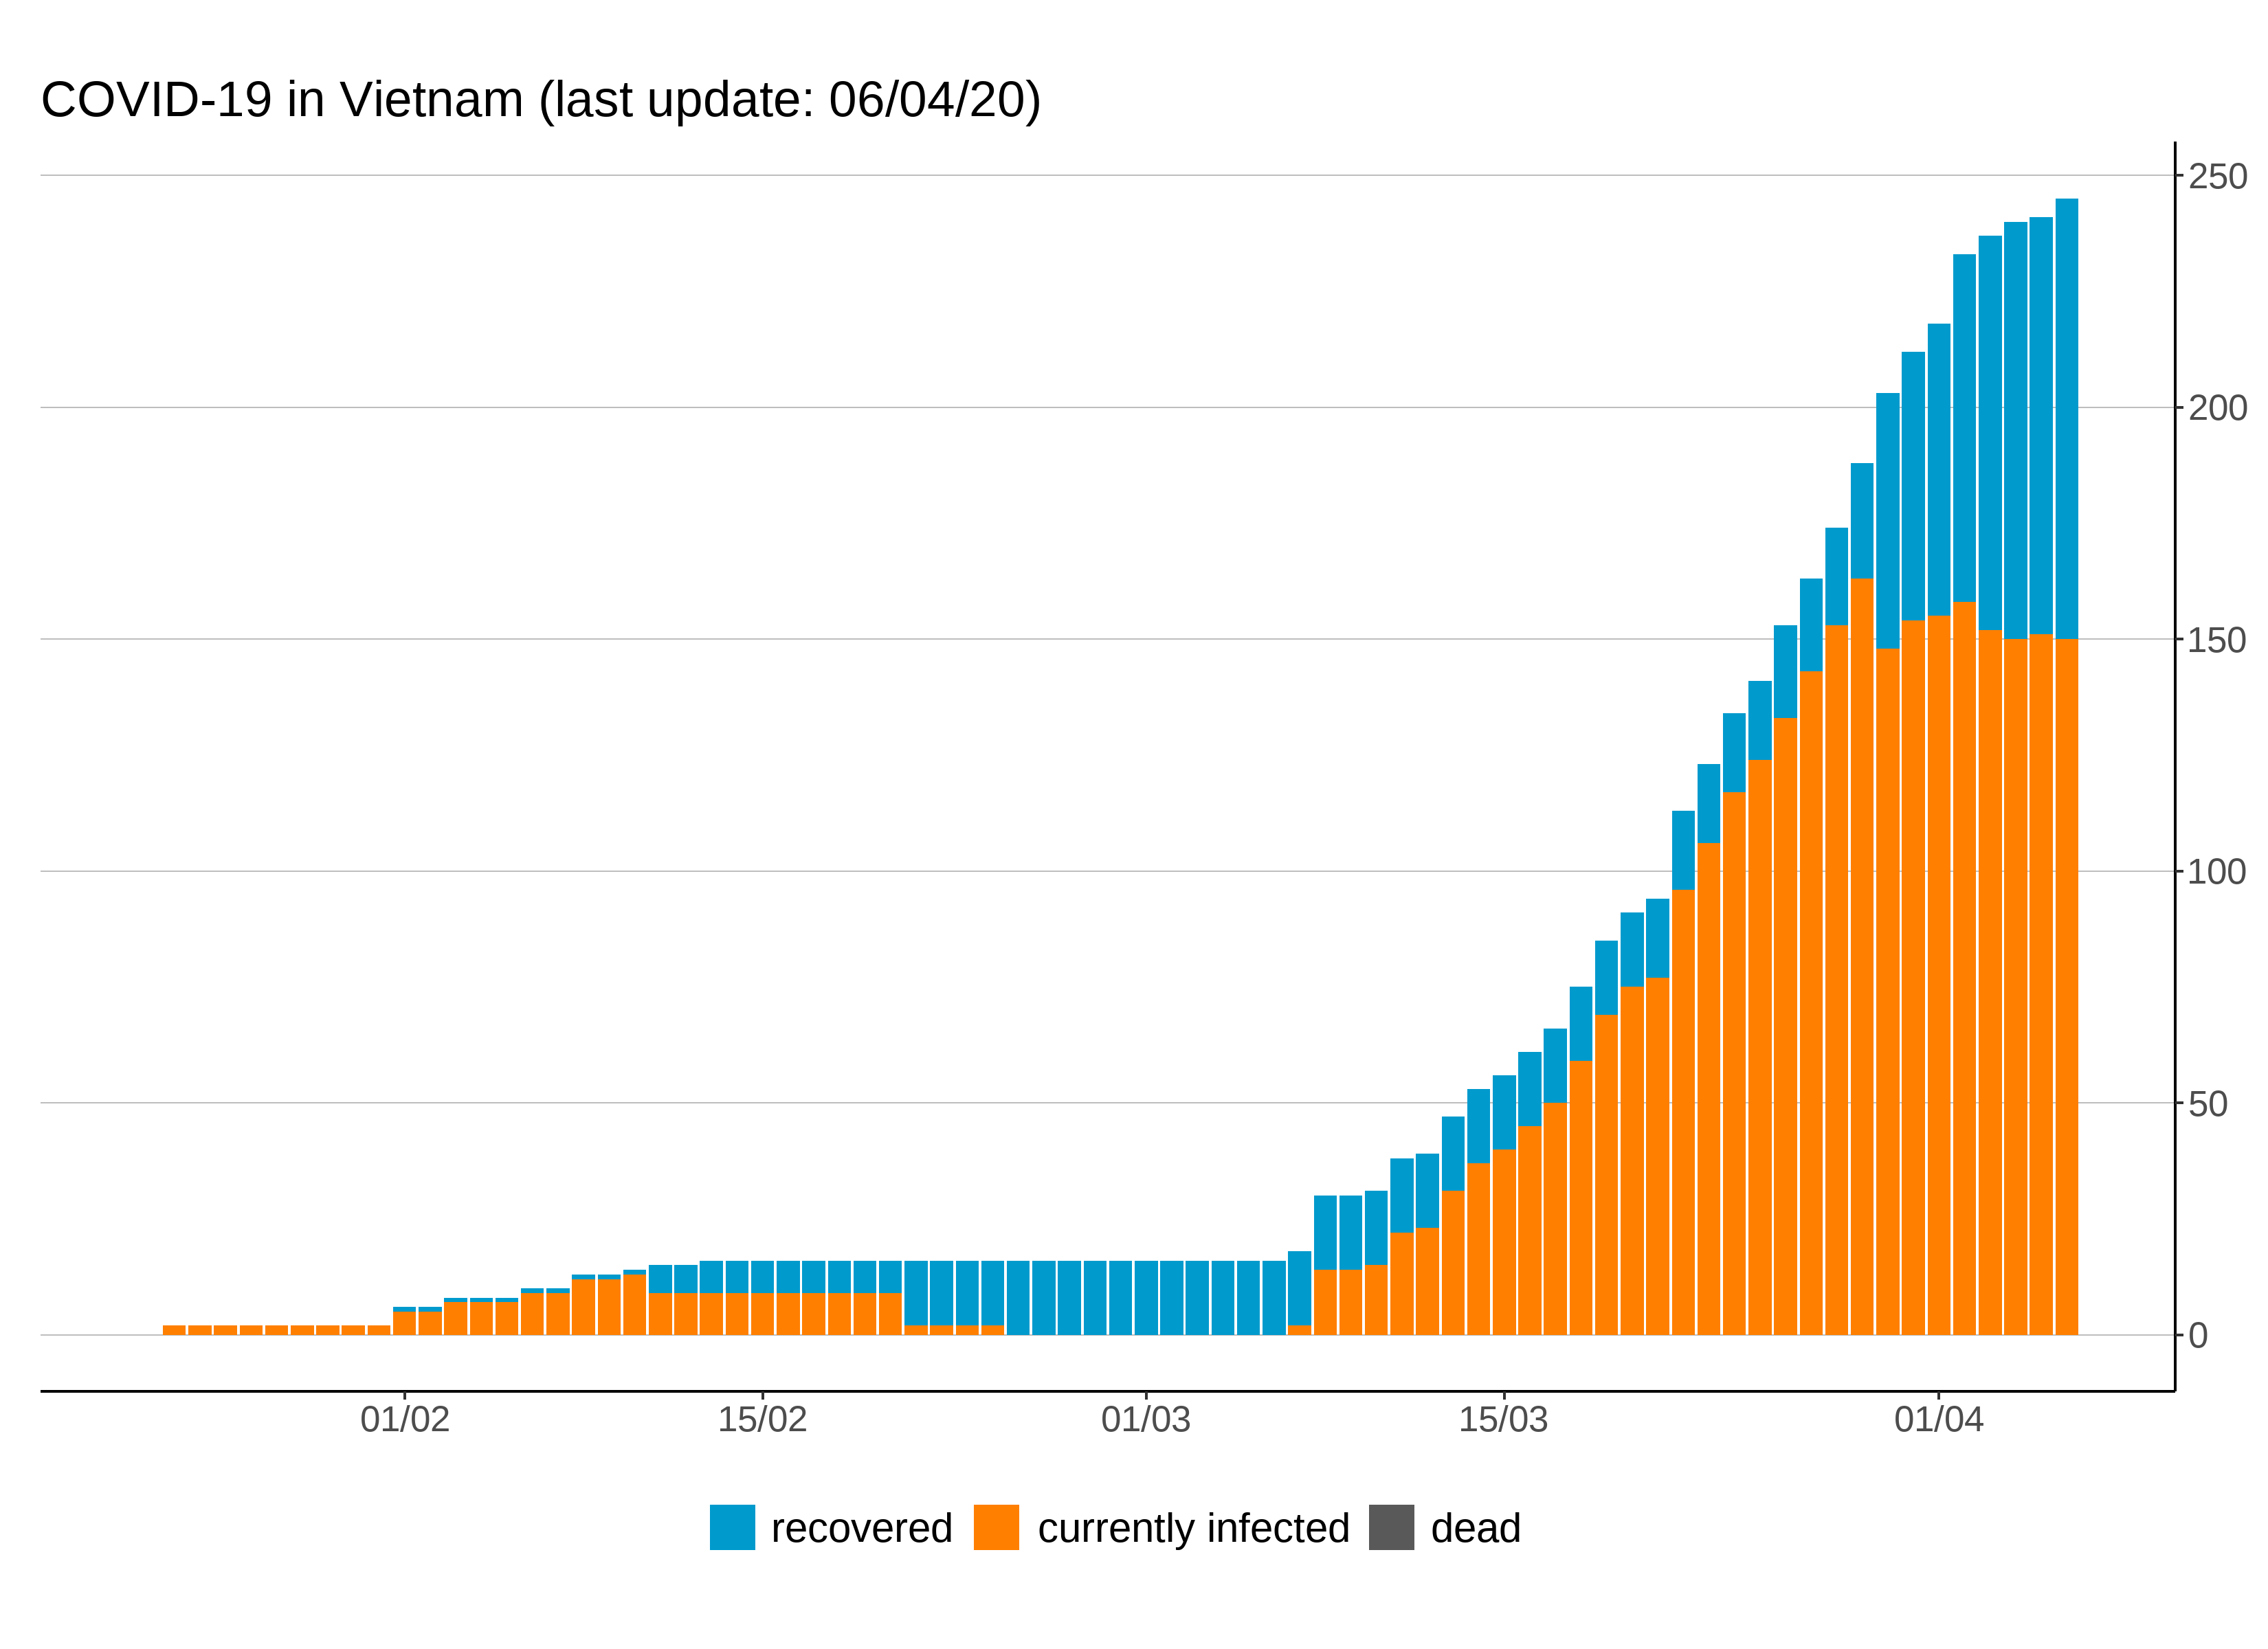 COVID-19 in Vietnam (last update: 06/04/20)
250
200
150
100
50
0
01/02 15/02 01/03 15/03 01/04
recovered currently infected dead